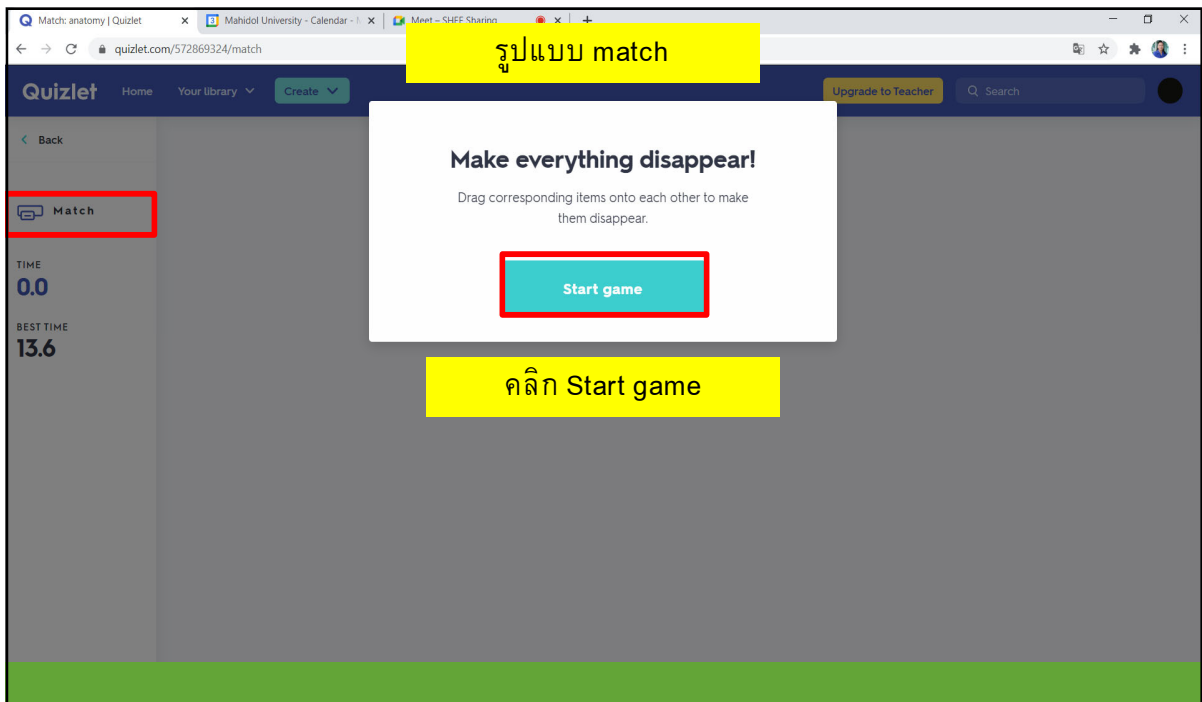 Match: anatomy | Quizlet
Mahidol University - Calendar -
Meet – SHEE Sharing
quizlet.com/572869324/match
รูปแบบ match
Quizlet Home Your library Create Upgrade to Teacher Search
Back
Make everything disappear!
Drag corresponding items onto each other to make
them disappear.
Match
Start game
TIME
0.0
BEST TIME
13.6
คลิก Start game